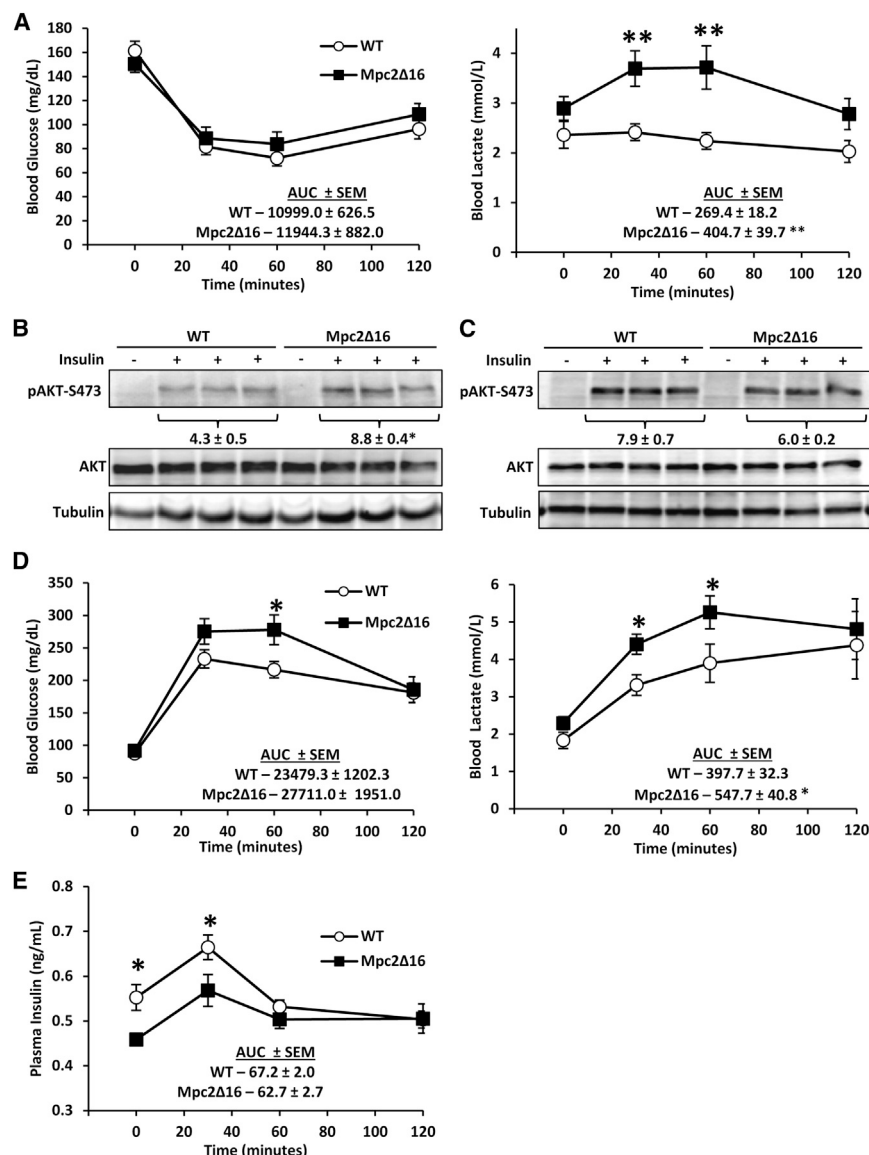 A
Blood Glucose (mg/dL)
180
160
140
120
100
80
60
40
20
0
WT
Mpc2Δ16
AUC ± SEM
WT – 10999.0 ± 626.5
Mpc2Δ16 – 11944.3 ± 882.0
0 20 40 60 80 100 120
Time (minutes)
Blood Lactate (mmol/L)
4
3
2
1
0
** **
AUC ± SEM
WT – 269.4 ± 18.2
Mpc2Δ16 – 404.7 ± 39.7 **
0 20 40 60 80 100 120
Time (minutes)
B
WT Mpc2Δ16
Insulin - + + + - + + +
pAKT-S473
4.3 ± 0.5 8.8 ± 0.4*
AKT
Tubulin
C
WT Mpc2Δ16
Insulin - + + + - + + +
pAKT-S473
7.9 ± 0.7 6.0 ± 0.2
AKT
Tubulin
D
Blood Glucose (mg/dL)
350
300
250
200
150
100
50
0
WT
Mpc2Δ16
*
AUC ± SEM
WT – 23479.3 ± 1202.3
Mpc2Δ16 – 27711.0 ± 1951.0
0 20 40 60 80 100 120
Time (minutes)
Blood Lactate (mmol/L)
6
5
4
3
2
1
0
* *
AUC ± SEM
WT – 397.7 ± 32.3
Mpc2Δ16 – 547.7 ± 40.8 *
0 20 40 60 80 100 120
Time (minutes)
E
Plasma Insulin (ng/mL)
0.8
0.7
0.6
0.5
0.4
0.3
* *
WT
Mpc2Δ16
AUC ± SEM
WT – 67.2 ± 2.0
Mpc2Δ16 – 62.7 ± 2.7
0 20 40 60 80 100 120
Time (minutes)